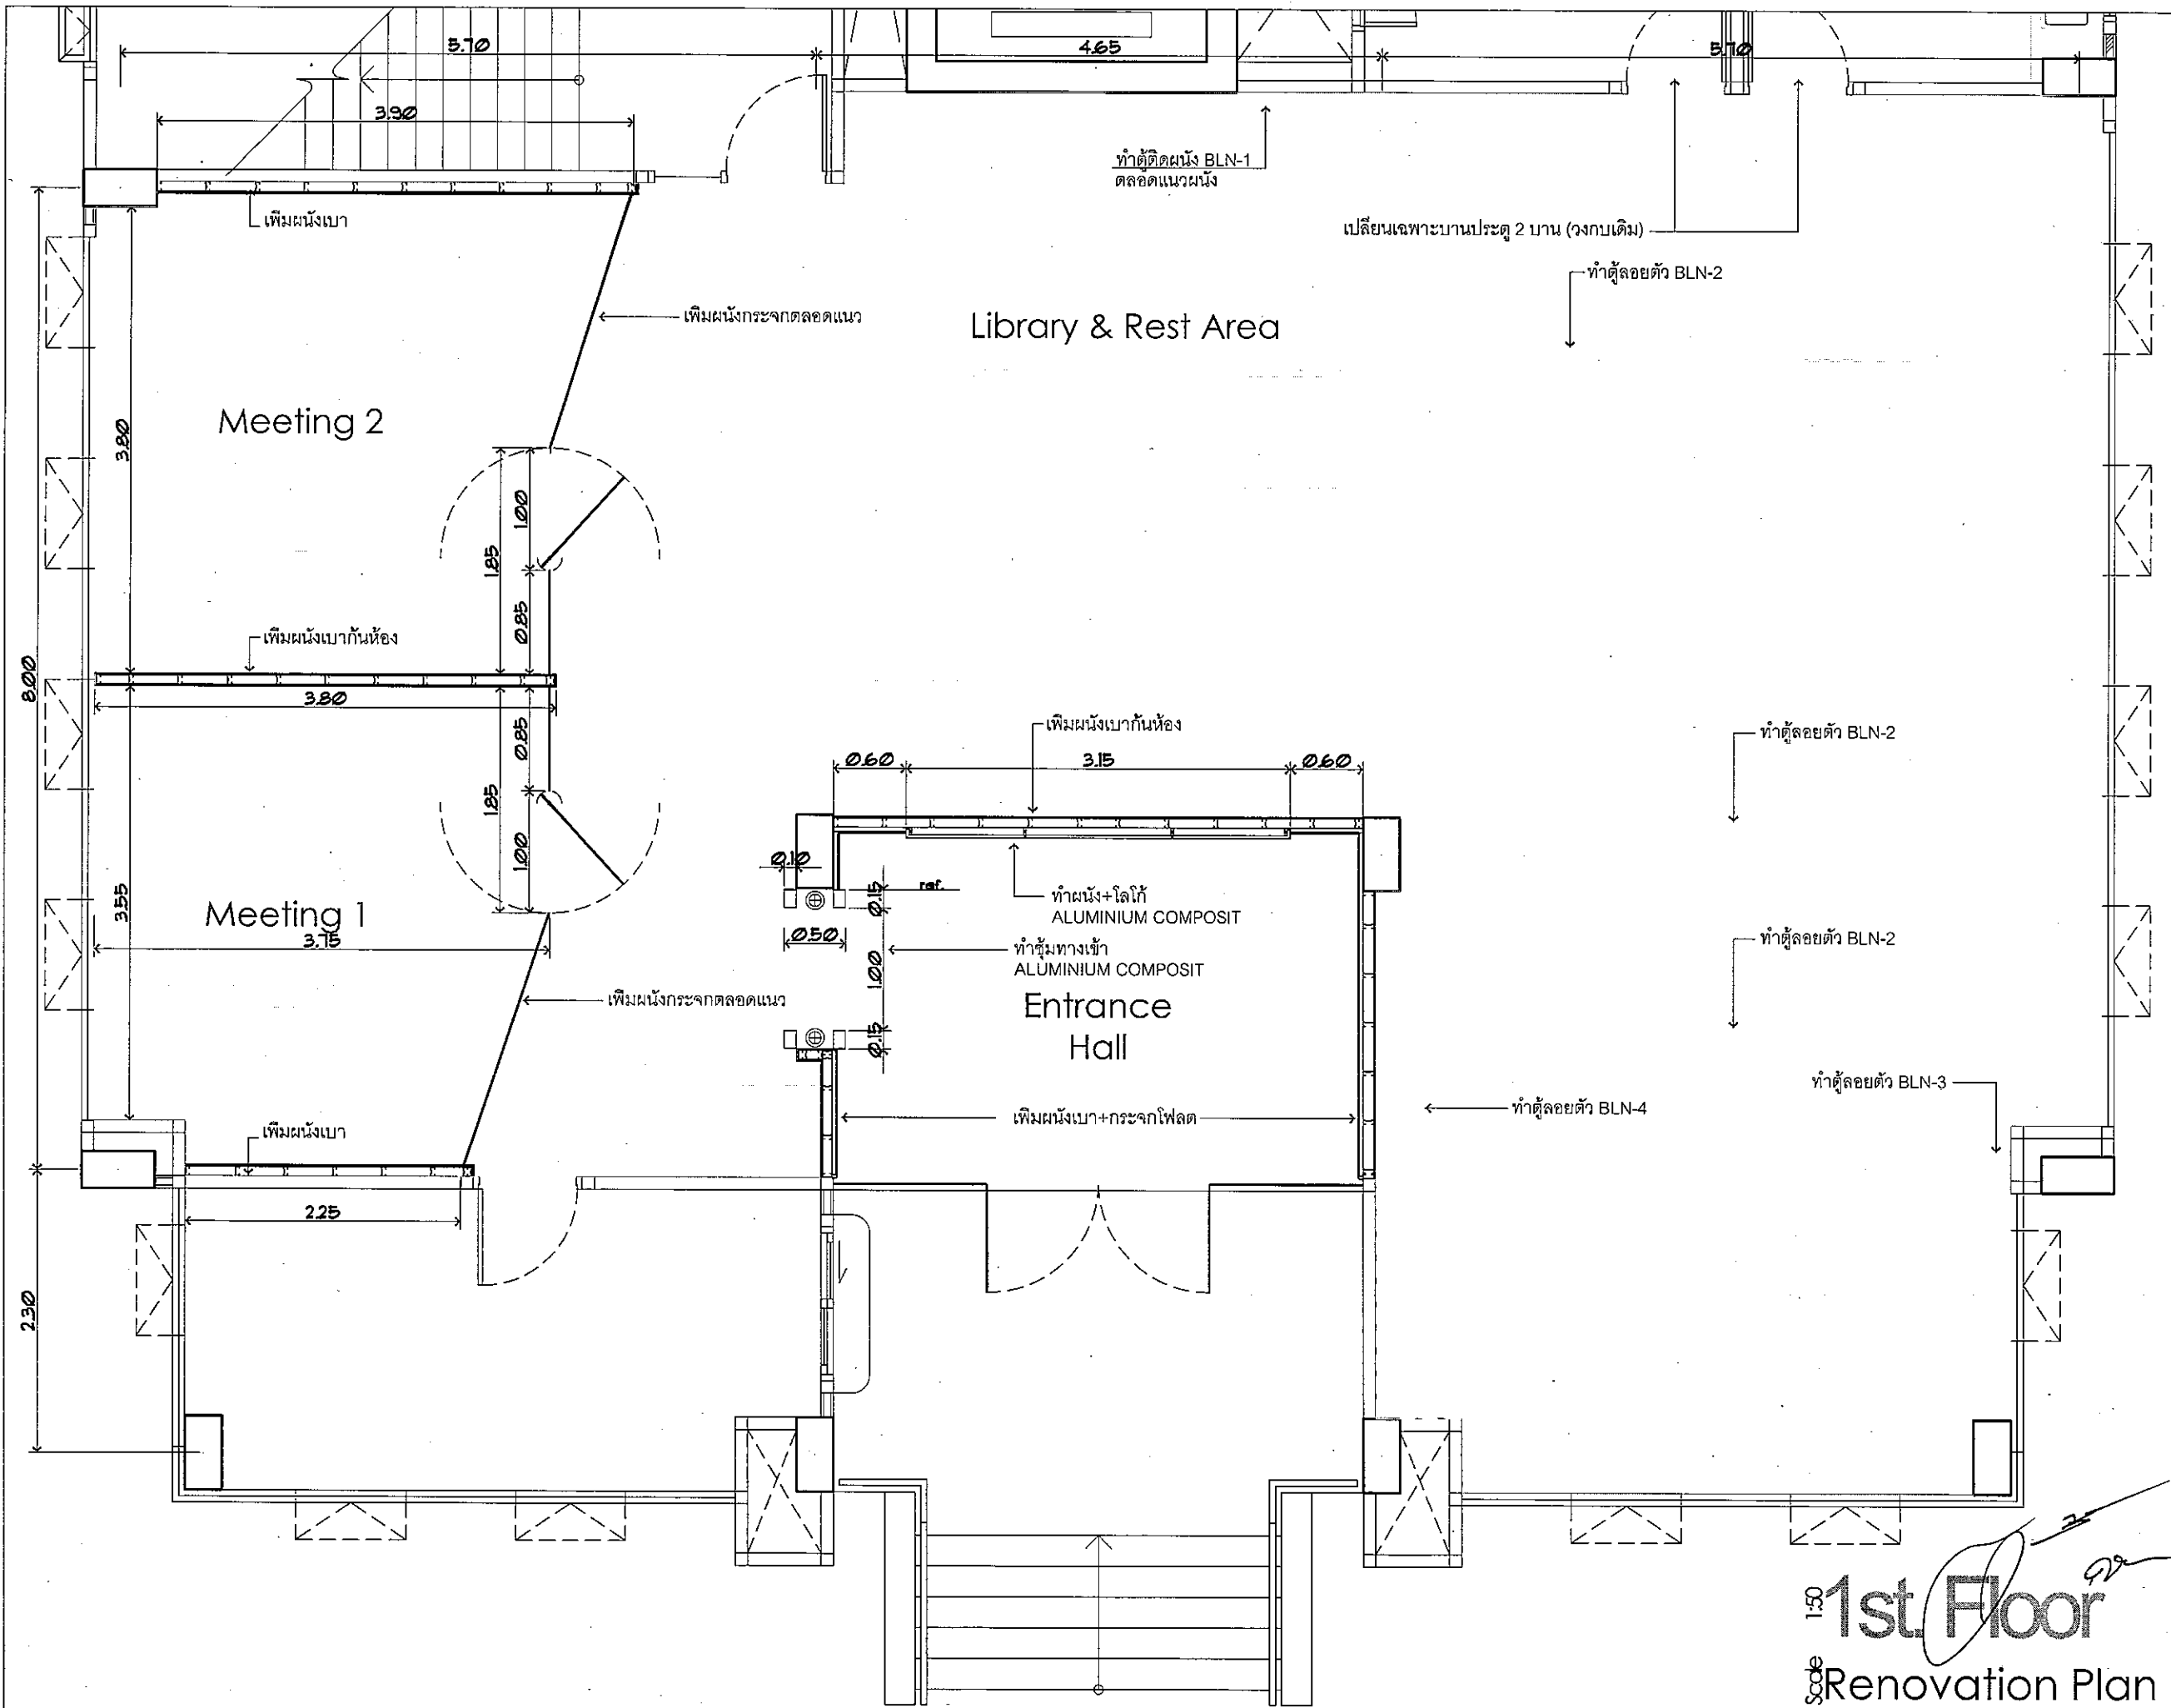 5.70
4.65
5.70
3.90
ทำตู้ติดผนัง BLN-1
ตลอดแนวผนัง
เพิ่มผนังเบา
เปลี่ยนเฉพาะบานประตู 2 บาน (วงกบเดิม)
ทำตู้ลอยตัว BLN-2
เพิ่มผนังกระจกตลอดแนว
Library & Rest Area
Meeting 2
3.80
1.00
1.85
0.85
เพิ่มผนังเบากั้นห้อง
8.00
3.80
0.85
1.85
1.00
เพิ่มผนังเบากั้นห้อง
ทำตู้ลอยตัว BLN-2
0.60
3.15
0.60
0.10
0.15
ref.
ทำผนัง+โลโก้
ALUMINIUM COMPOSIT
3.55
Meeting 1
3.75
0.50
1.00
ทำซุ้มทางเข้า
ALUMINIUM COMPOSIT
ทำตู้ลอยตัว BLN-2
เพิ่มผนังกระจกตลอดแนว
Entrance
Hall
0.15
ทำตู้ลอยตัว BLN-3
ทำตู้ลอยตัว BLN-4
เพิ่มผนังเบา+กระจกโฟลต
เพิ่มผนังเบา
2.25
2.30
Scale 1:50
1st. Floor
Renovation Plan